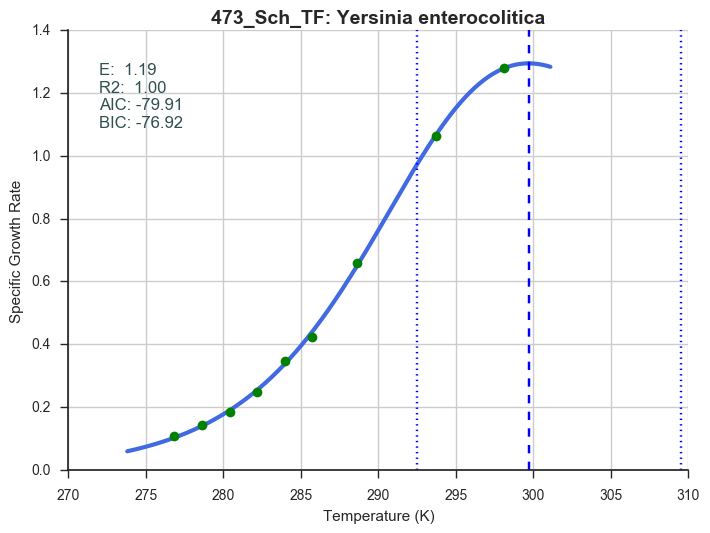 473_Sch_TF: Yersinia enterocolitica
E: 1.19
R2: 1.00
AIC: -79.91
BIC: -76.92
Specific Growth Rate
1.4
1.2
1.0
0.8
0.6
0.4
0.2
0.0
270 275 280 285 290 295 300 305 310
Temperature (K)